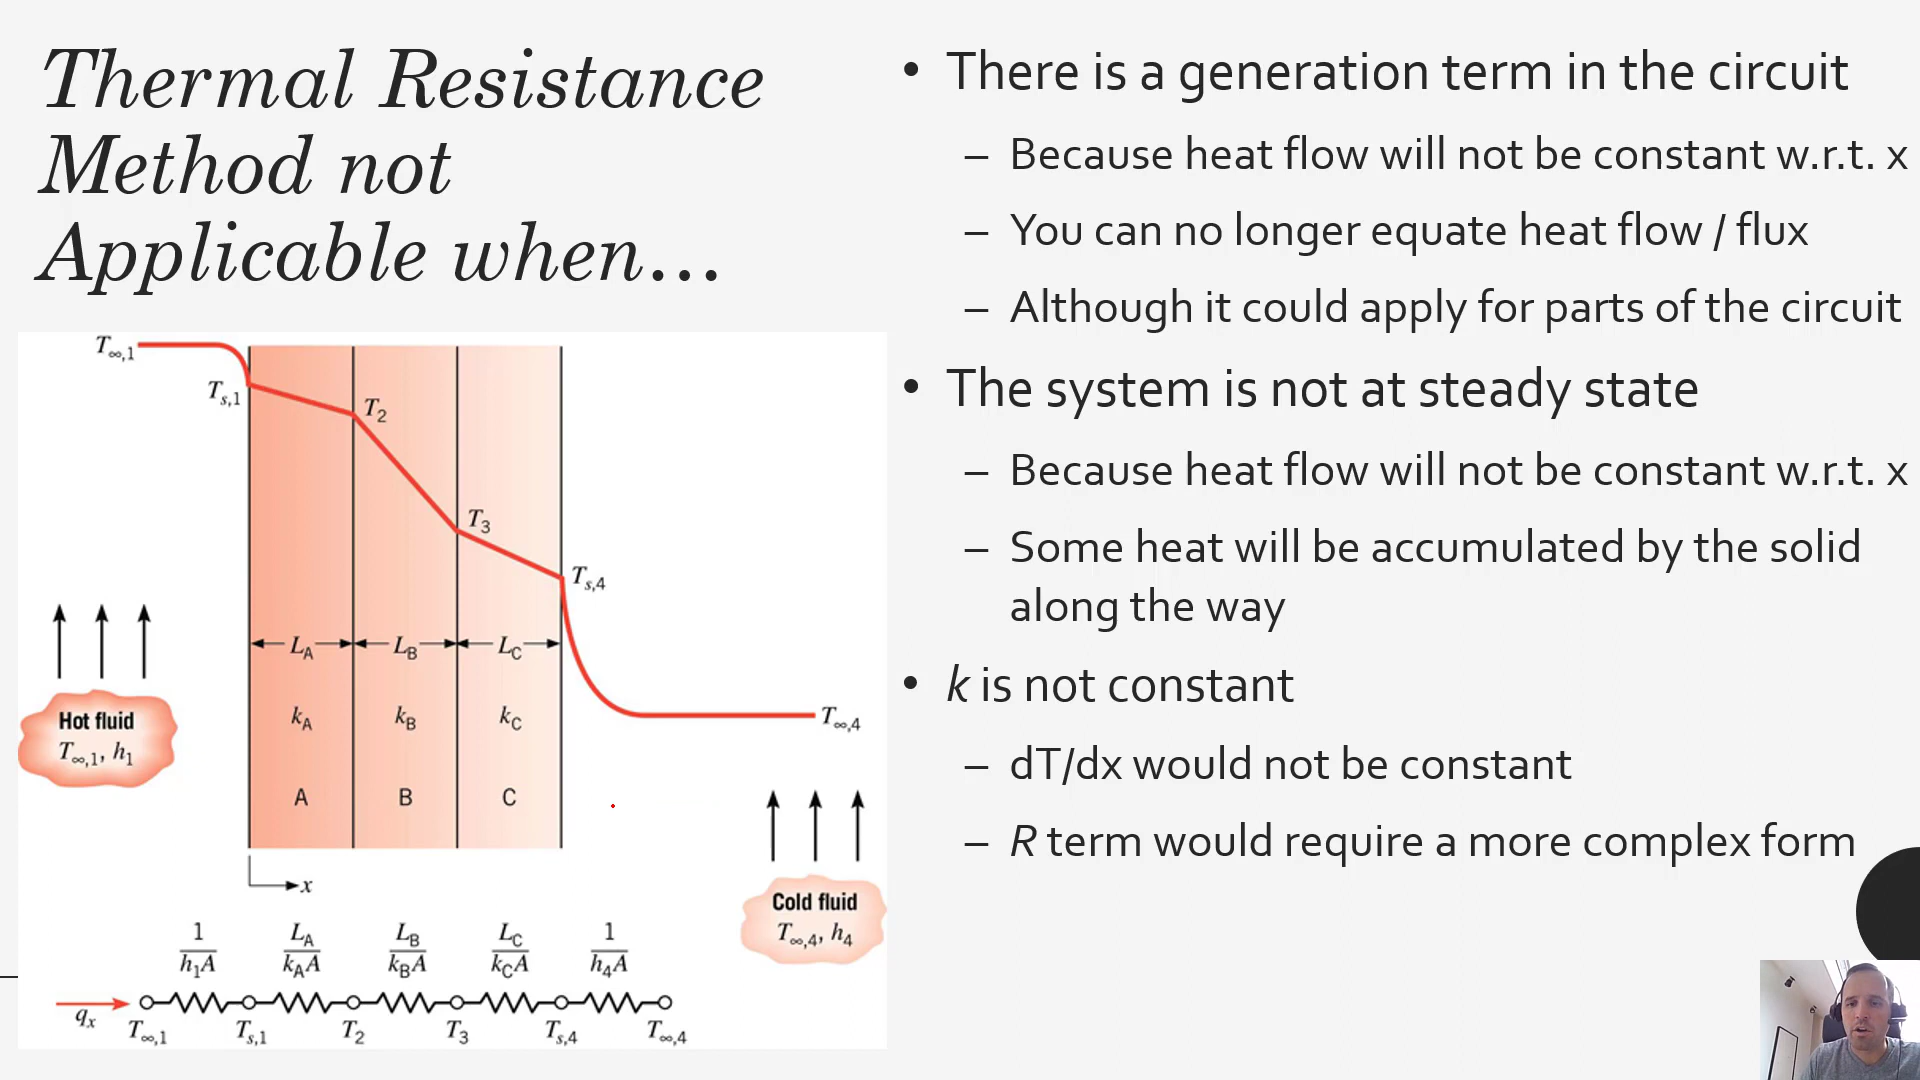 Thermal Resistance
Method not
Applicable when...
• There is a generation term in the circuit
– Because heat flow will not be constant w.r.t. x
– You can no longer equate heat flow / flux
– Although it could apply for parts of the circuit
• The system is not at steady state
– Because heat flow will not be constant w.r.t. x
– Some heat will be accumulated by the solid
along the way
• k is not constant
– dT/dx would not be constant
– R term would require a more complex form
T∞,1
Ts,1
T2
T3
Ts,4
T∞,4
LA LB LC
kA kB kC
A B C
Hot fluid
T∞,1, h1
Cold fluid
T∞,4, h4
x
1/h1A LA/kAA LB/kBA LC/kCA 1/h4A
qx
T∞,1 Ts,1 T2 T3 Ts,4 T∞,4